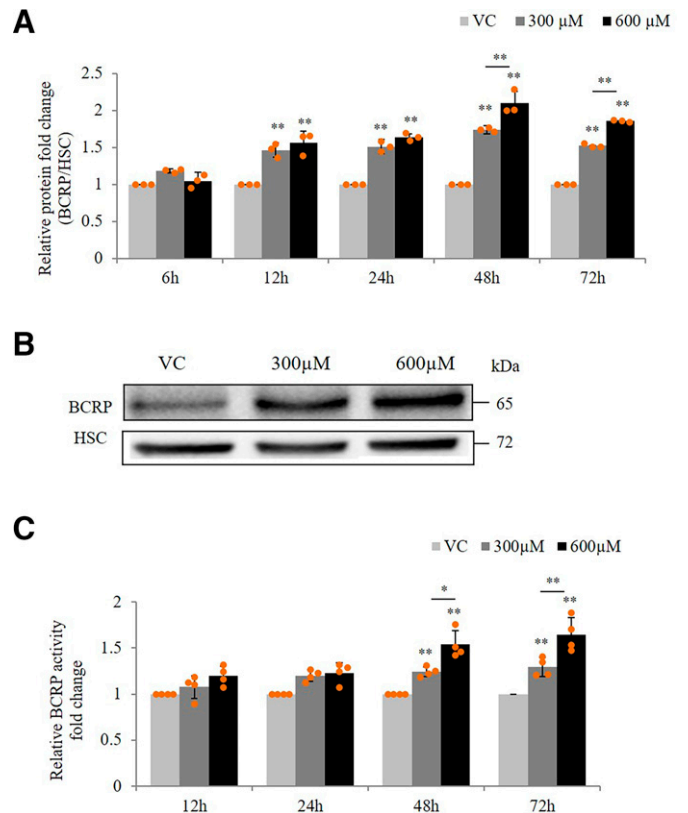 A
VC 300 µM 600 µM
Relative protein fold change
(BCRP/HSC)
2.5
2
1.5
1
0.5
0
** ** ** ** ** ** ** ** ** **
6h 12h 24h 48h 72h
B
VC 300µM 600µM kDa
BCRP 65
HSC 72
C
VC 300µM 600µM
Relative BCRP activity
fold change
2
1.5
1
0.5
0
** * ** ** ** **
12h 24h 48h 72h